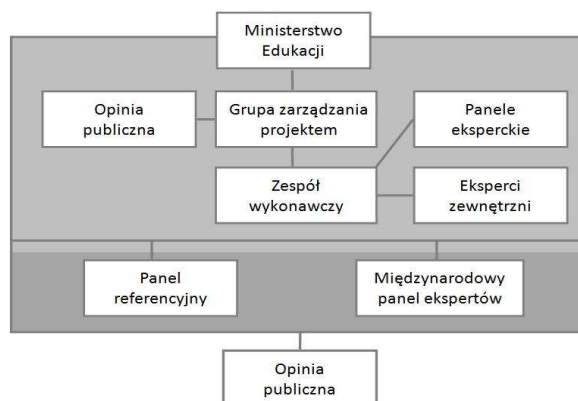 Ministerstwo
Edukacji
Opinia
publiczna
Grupa zarządzania
projektem
Panele
eksperckie
Zespół
wykonawczy
Eksperci
zewnętrzni
Panel
referencyjny
Międzynarodowy
panel ekspertów
Opinia
publiczna